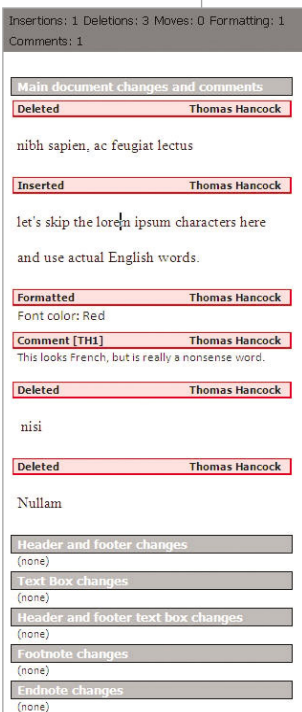 Insertions: 1 Deletions: 3 Moves: 0 Formatting: 1
Comments: 1
Main document changes and comments
Deleted Thomas Hancock
nibh sapien, ac feugiat lectus
Inserted Thomas Hancock
let's skip the lorem ipsum characters here
and use actual English words.
Formatted Thomas Hancock
Font color: Red
Comment [TH1] Thomas Hancock
This looks French, but is really a nonsense word.
Deleted Thomas Hancock
nisi
Deleted Thomas Hancock
Nullam
Header and footer changes
(none)
Text Box changes
(none)
Header and footer text box changes
(none)
Footnote changes
(none)
Endnote changes
(none)